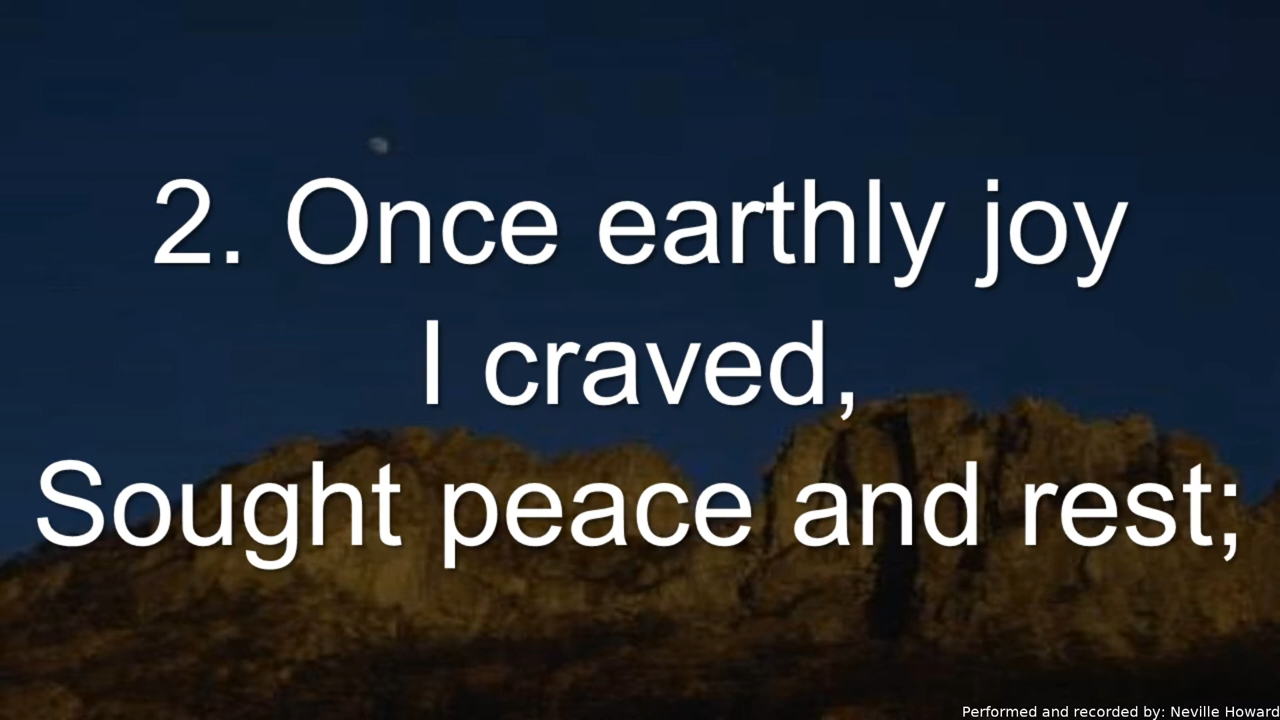 2. Once earthly joy
I craved,
Sought peace and rest;
Performed and recorded by: Neville Howard